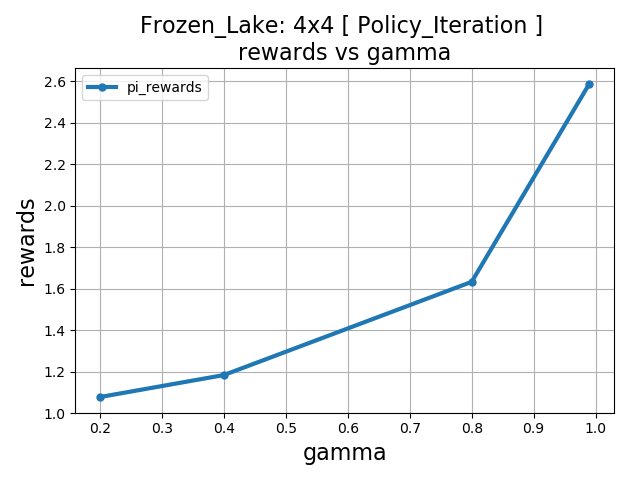 Frozen_Lake: 4x4 [ Policy_Iteration ]
rewards vs gamma
pi_rewards
rewards
2.6
2.4
2.2
2.0
1.8
1.6
1.4
1.2
1.0
0.2 0.3 0.4 0.5 0.6 0.7 0.8 0.9 1.0
gamma